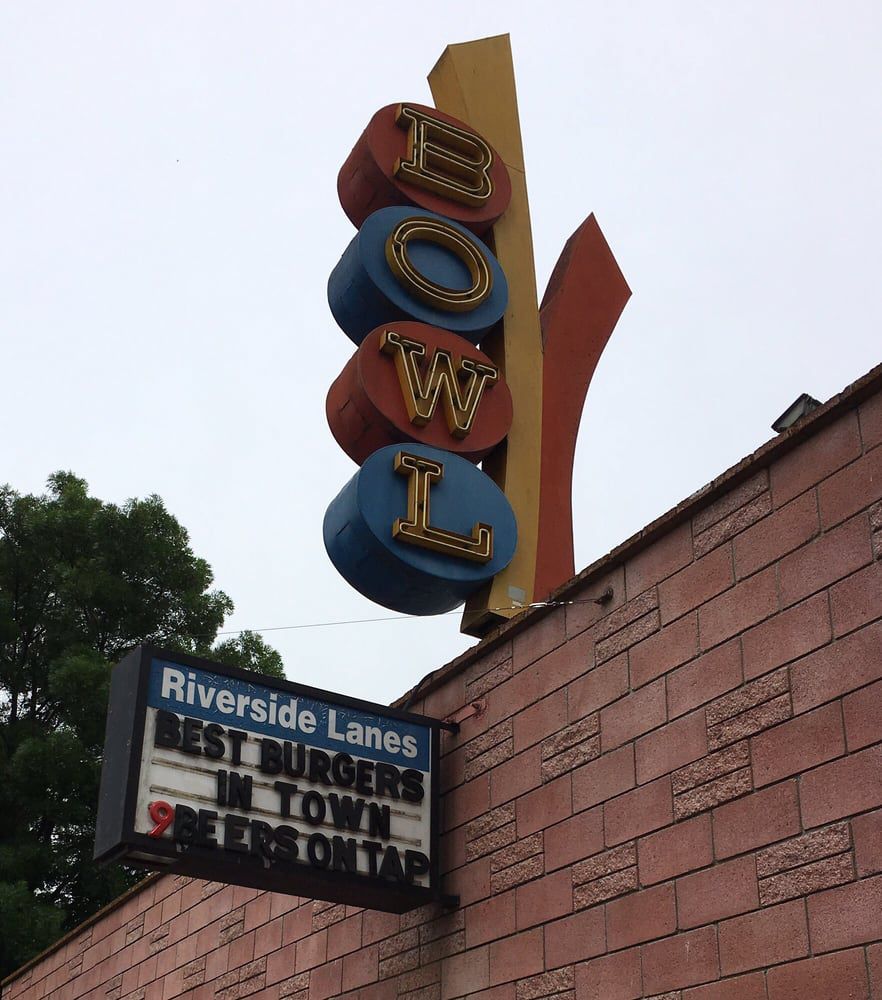 BOWL
Riverside Lanes
BEST BURGERS
IN TOWN
9 BEERS ON TAP